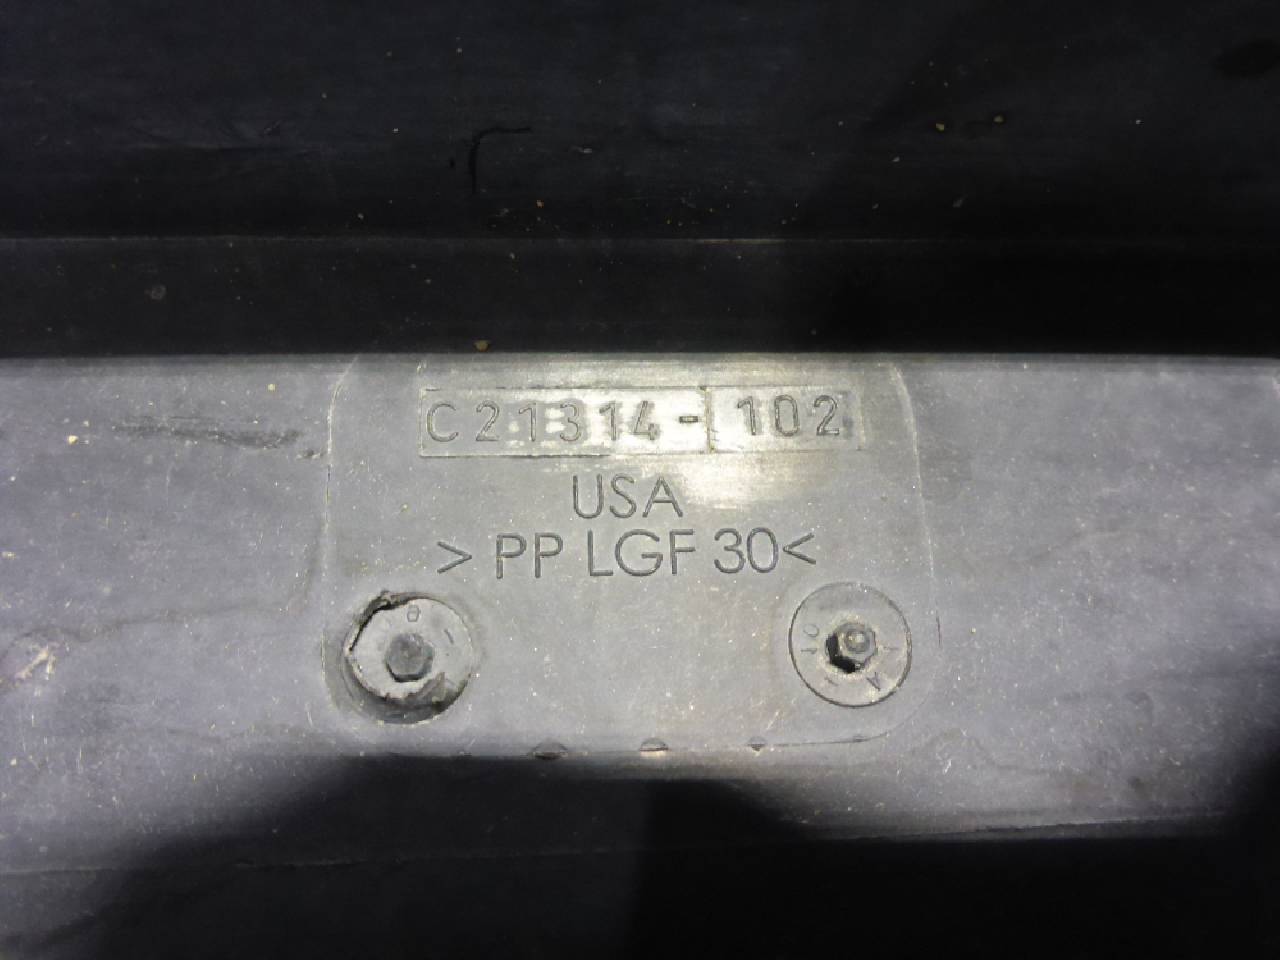 C21314-102
USA
>PP LGF 30<